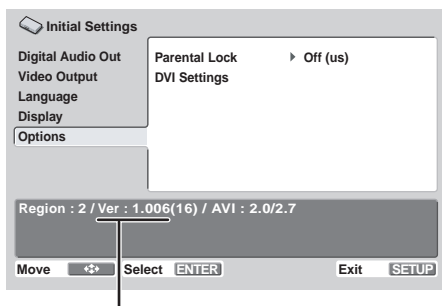 Initial Settings
Digital Audio Out
Video Output
Language
Display
Options
Parental Lock Off (us)
DVI Settings
Region : 2 / Ver : 1.006(16) / AVI : 2.0/2.7
Move Select ENTER Exit SETUP